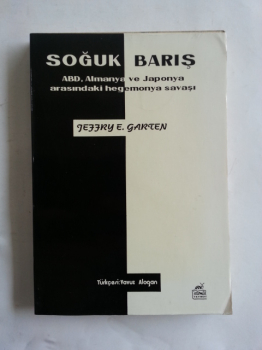 SOĞUK BARIŞ
ABD, Almanya ve Japonya
arasındaki hegemonya savaşı
JEFFRY E. GARTEN
Türkçesi: Yavuz Alogan